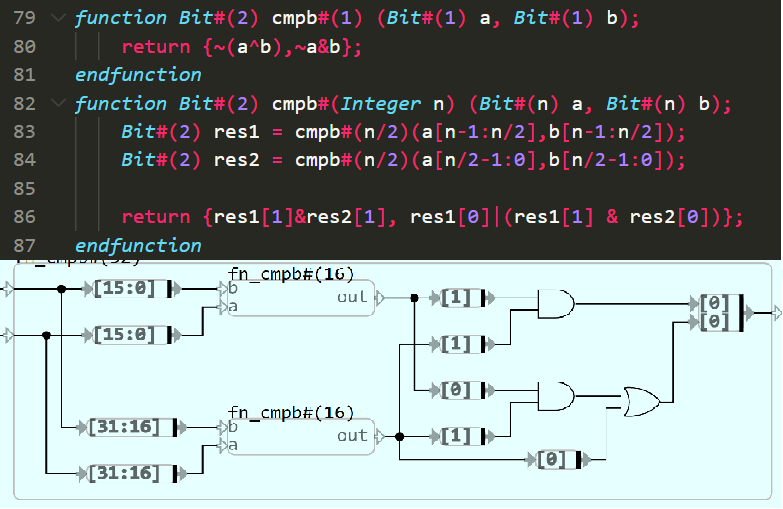 79 function Bit#(2) cmpb#(1) (Bit#(1) a, Bit#(1) b);
80 return {~(a^b),~a&b};
81 endfunction
82 function Bit#(2) cmpb#(Integer n) (Bit#(n) a, Bit#(n) b);
83 Bit#(2) res1 = cmpb#(n/2)(a[n-1:n/2],b[n-1:n/2]);
84 Bit#(2) res2 = cmpb#(n/2)(a[n/2-1:0],b[n/2-1:0]);
85
86 return {res1[1]&res2[1], res1[0]|(res1[1] & res2[0])};
87 endfunction
fn_cmpb#(32)
fn_cmpb#(16)
[15:0] b out [1] [0]
a [0]
[15:0] [1]
[0]
fn_cmpb#(16)
[31:16] b out [1]
a
[31:16] [0]